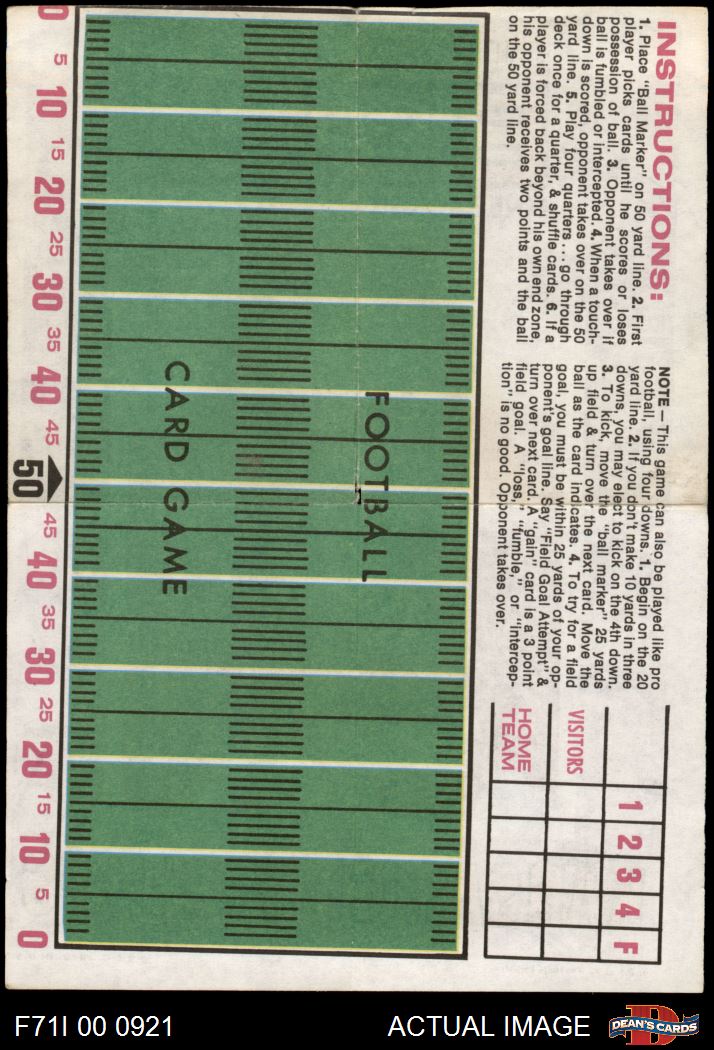 INSTRUCTIONS:
1. Place "Ball Marker" on 50 yard line. 2. First
player picks cards until he scores or loses
possession of ball. 3. Opponent takes over if
ball is fumbled or intercepted. 4. When a touch-
down is scored, opponent takes over on the 50
yard line. 5. Play four quarters...go through
deck once for a quarter, & shuffle cards. 6. If a
player is forced back beyond his own end zone,
his opponent receives two points and the ball
on the 50 yard line.
NOTE — This game can also be played like pro
football, using four downs. 1. Begin on the 20
yard line. 2. If you don't make 10 yards in three
downs, you may elect to kick on the 4th down.
3. To kick, move the "ball marker" 25 yards
up field & turn over the next card. Move the
ball as the card indicates. 4. To try for a field
goal, you must be within 25 yards of your op-
ponent's goal line. Say "Field Goal Attempt" &
turn over next card. A "gain" card is a 3 point
field goal. A "loss," "fumble," or "intercep-
tion" is no good. Opponent takes over.
1 2 3 4 F
VISITORS
HOME
TEAM
FOOTBALL
CARD GAME
0 5 10 15 20 25 30 35 40 45 50 45 40 35 30 25 20 15 10 5 0
F71I 00 0921
ACTUAL IMAGE
D
DEAN'S CARDS